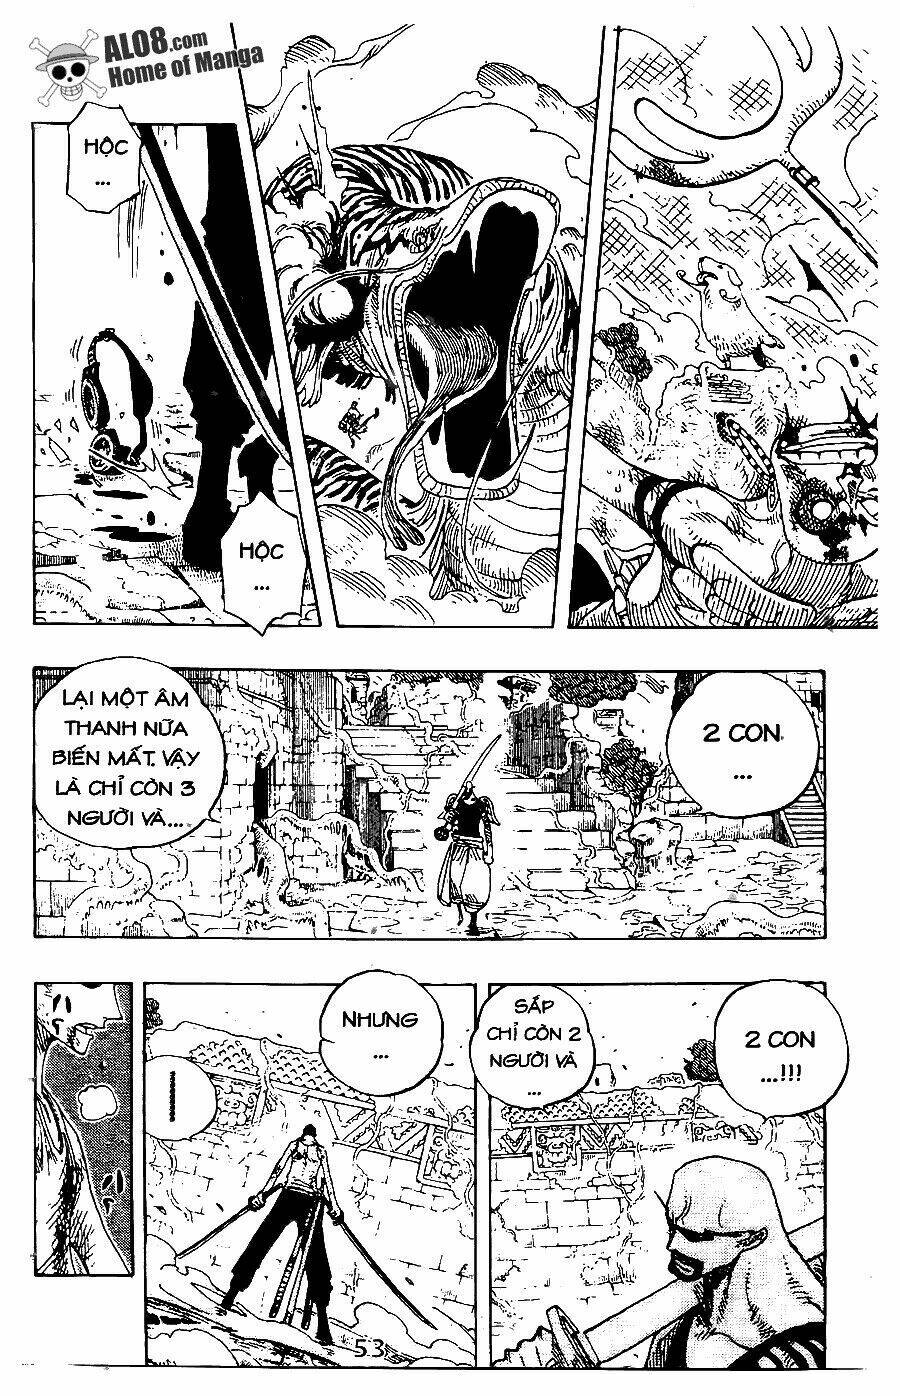 ALO8.com
Home of Manga
HỘC
...
HỘC
...
2 CON
...
LẠI MỘT ÂM
THANH NỮA
BIẾN MẤT. VẬY
LÀ CHỈ CÒN 3
NGƯỜI VÀ....
2 CON
...!!!
SẮP
CHỈ CÒN 2
NGƯỜI VÀ
...
NHƯNG
...
53